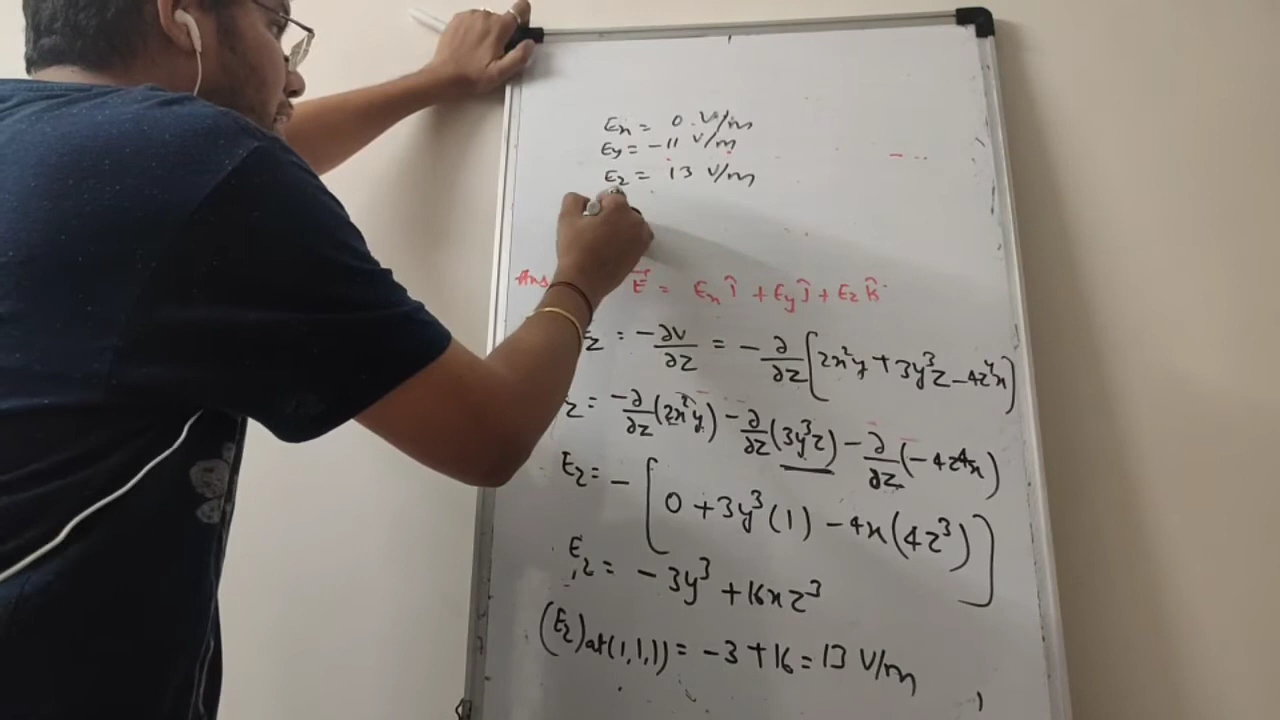 Ex = 0 V/m
Ey = -11 V/m
Ez = 13 V/m
Ans E⃗ = Ex î + Ey ĵ + Ez k̂
z = -∂V/∂z = -∂/∂z [2x²y + 3y³z - 4z⁴x]
z = -∂/∂z (2x²y) - ∂/∂z (3y³z) - ∂/∂z (-4z⁴x)
Ez = - [0 + 3y³(1) - 4x(4z³)]
Ez = -3y³ + 16xz³
(Ez) at (1,1,1) = -3 + 16 = 13 V/m